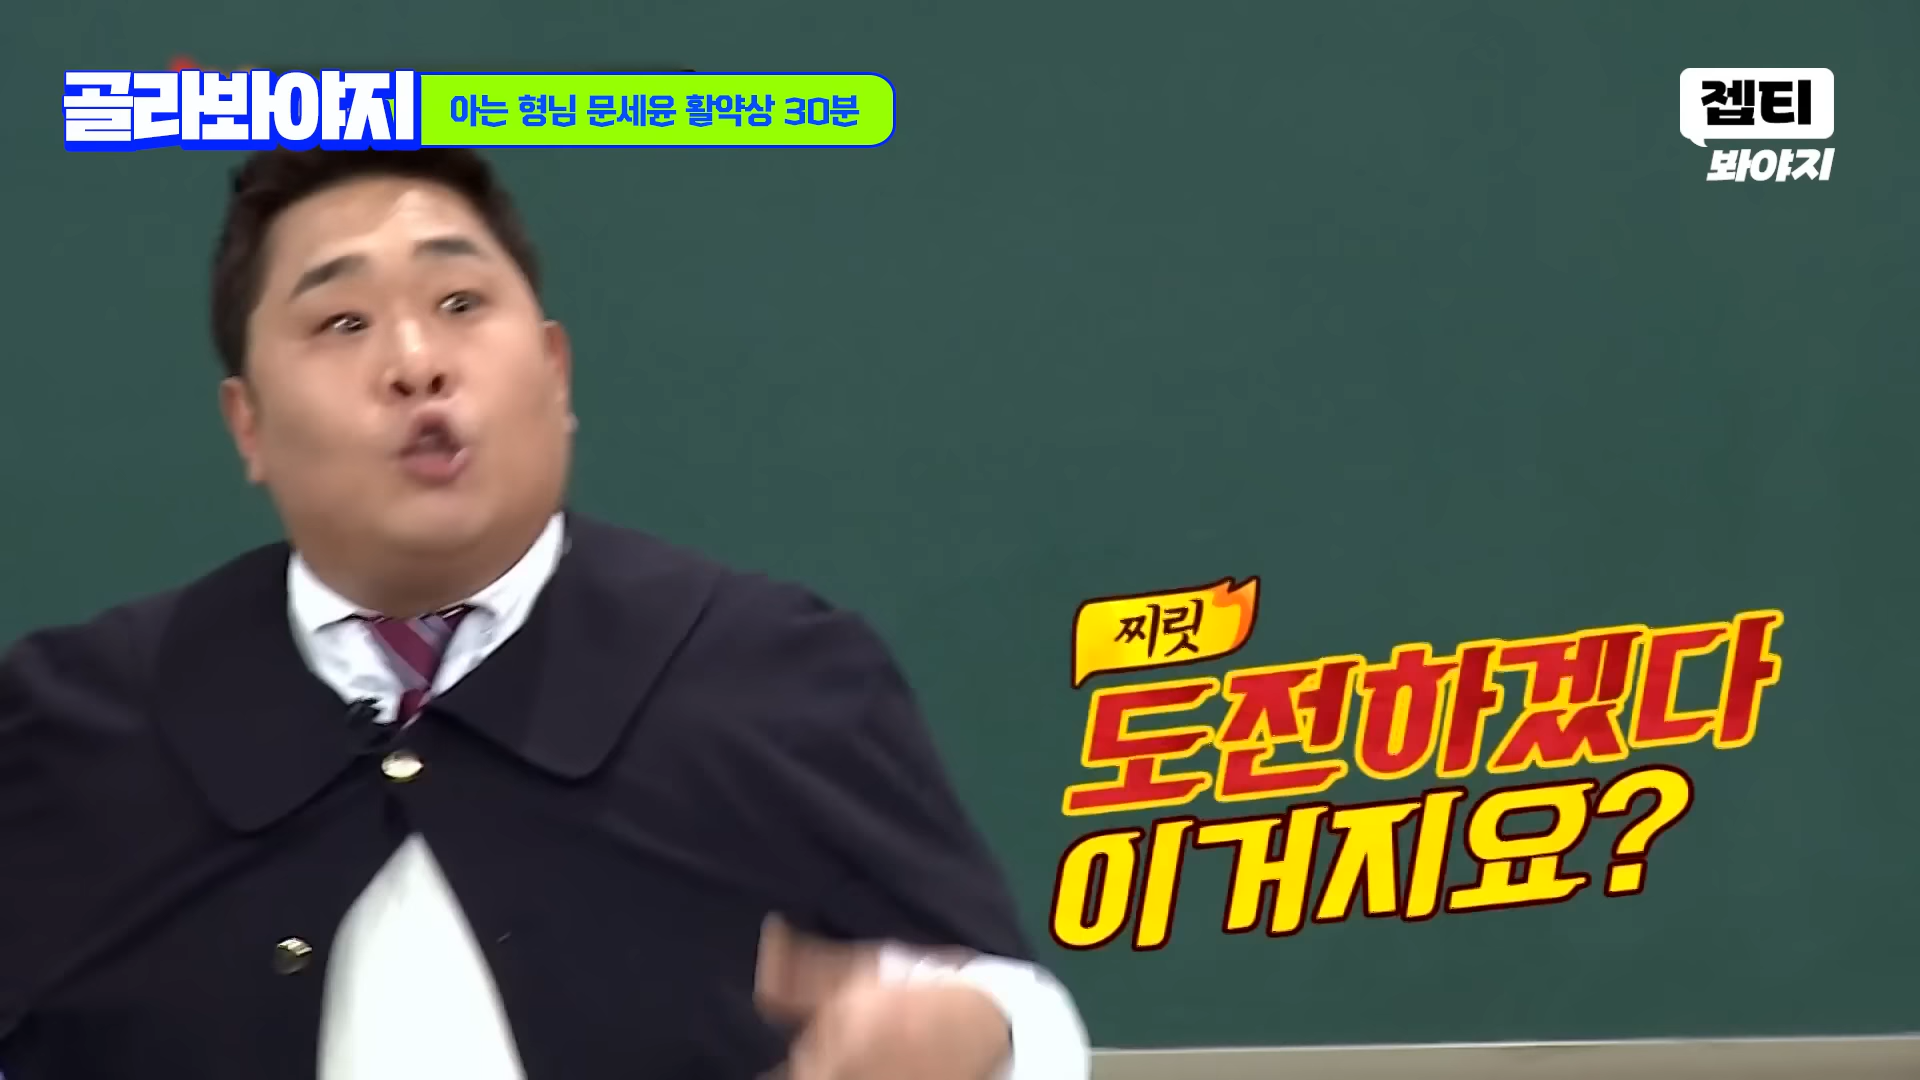 골라봐야지
아는 형님 문세윤 활약상 30분
젭티
봐야지
찌릿
도전하겠다
이거지요?